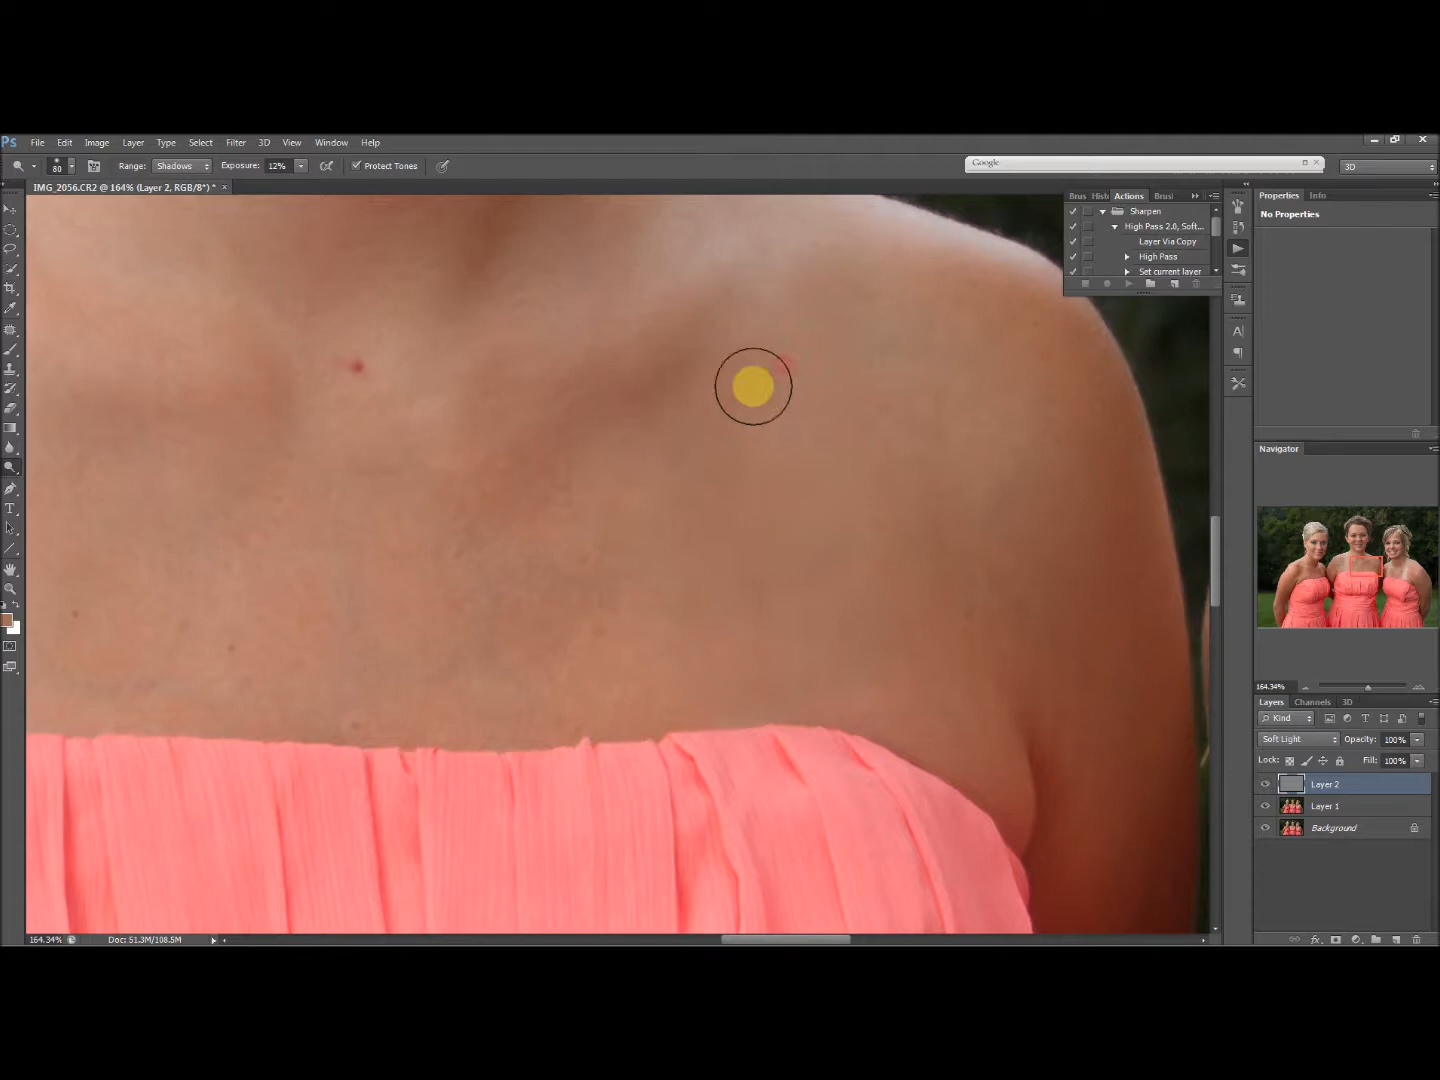 Ps File Edit Image Layer Type Select Filter 3D View Window Help
80 Range: Shadows Exposure: 12% Protect Tones Google 3D
IMG_2056.CR2 @ 164% (Layer 2, RGB/8*) * ×
Brus Hist Actions Brusl
Properties Info
Sharpen
No Properties
High Pass 2.0, Soft...
Layer Via Copy
High Pass
Set current layer
Navigator
164.34%
Layers Channels 3D
Kind
Soft Light Opacity: 100%
Lock: Fill: 100%
Layer 2
Layer 1
Background
164.34% Doc: 51.3M/108.5M